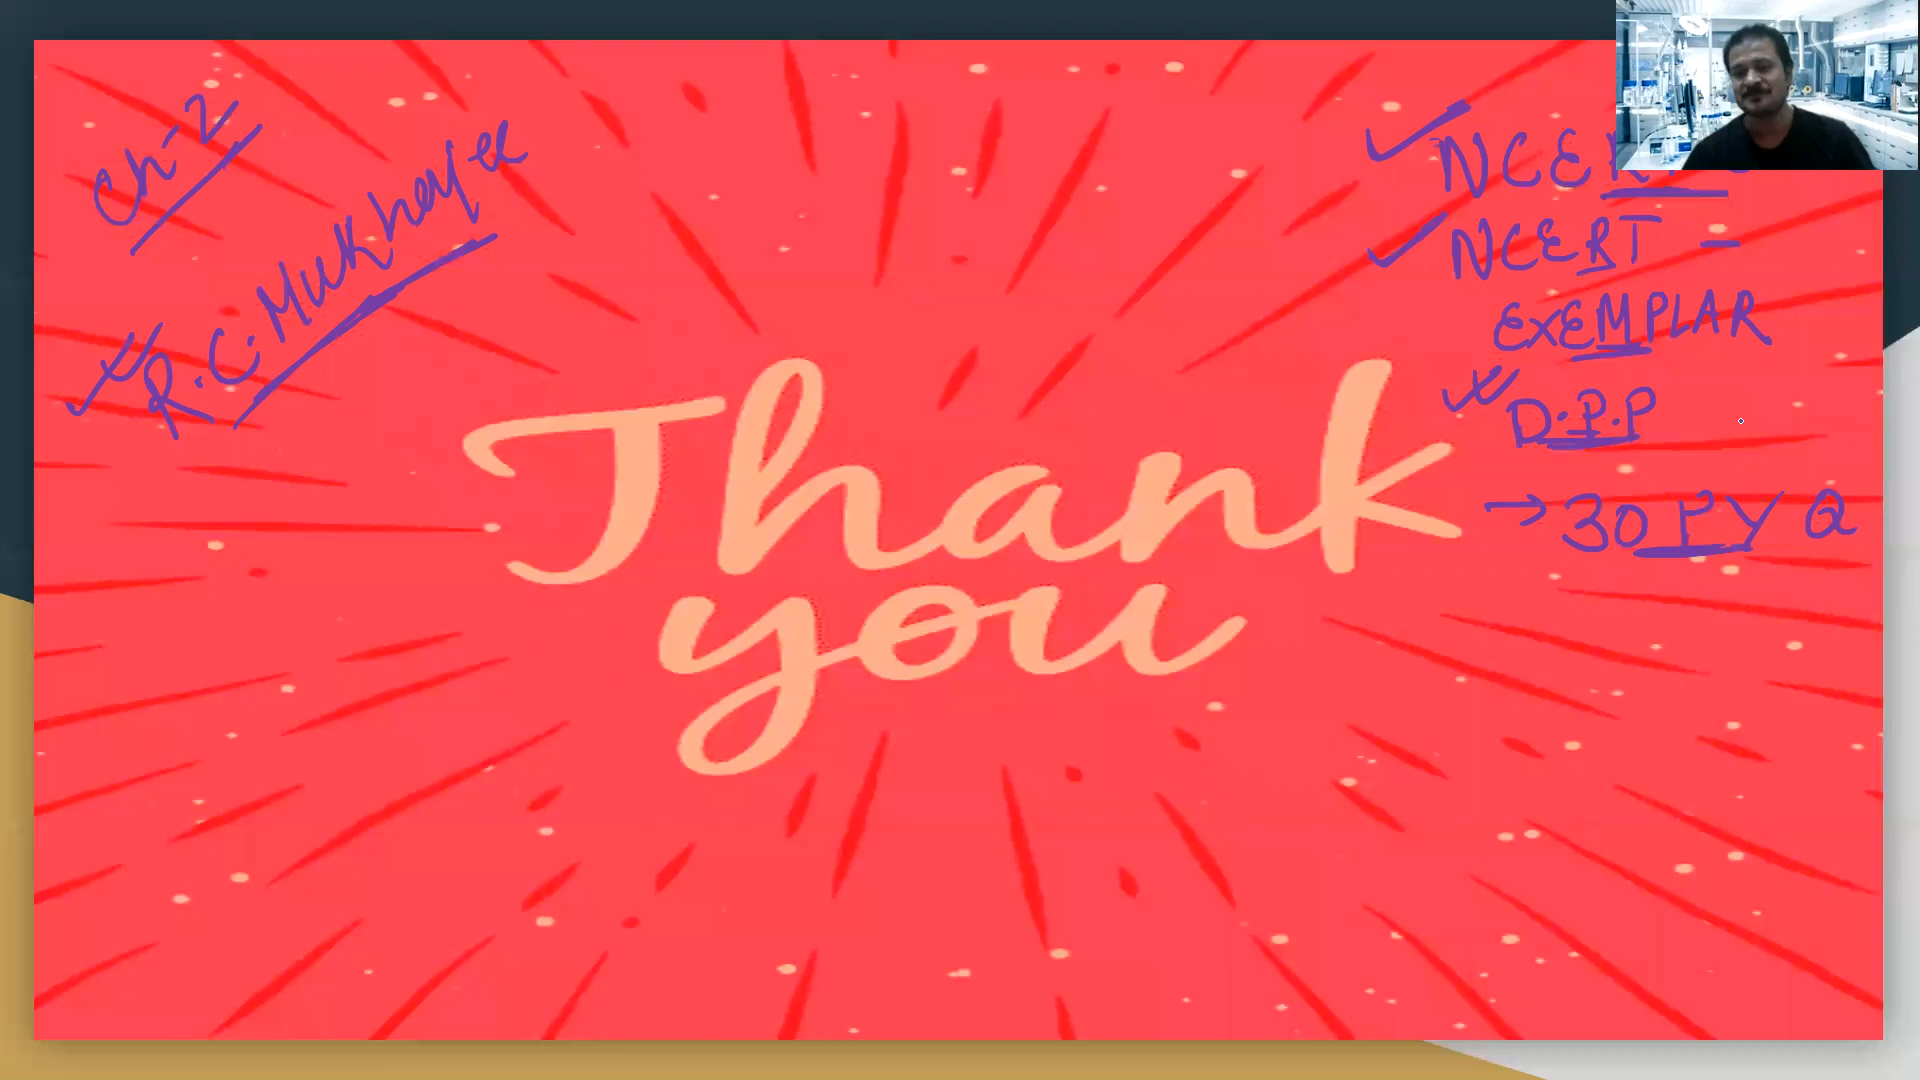 Ch-2
R.C. Mukherjee
Thank
you
NCERT
NCERT -
EXEMPLAR
D.P.P
→ 30 PYQ